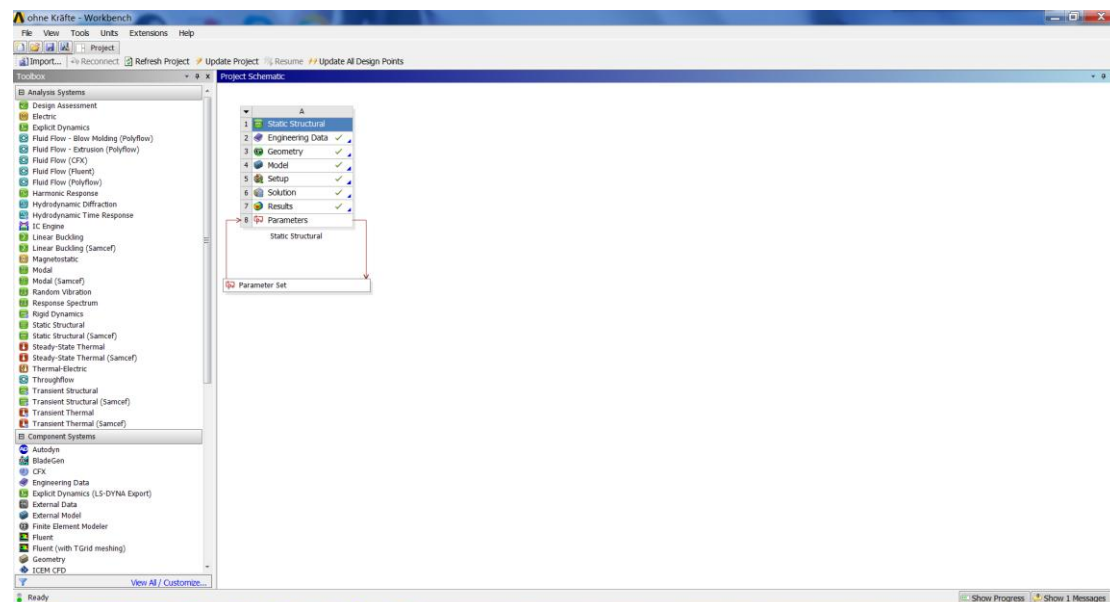 ohne Kräfte - Workbench
File View Tools Units Extensions Help
Project
Import... Reconnect Refresh Project Update Project Resume Update All Design Points
Toolbox
Project Schematic
Analysis Systems
Design Assessment
Electric
Explicit Dynamics
Fluid Flow - Blow Molding (Polyflow)
Fluid Flow - Extrusion (Polyflow)
Fluid Flow (CFX)
Fluid Flow (Fluent)
Fluid Flow (Polyflow)
Harmonic Response
Hydrodynamic Diffraction
Hydrodynamic Time Response
IC Engine
Linear Buckling
Linear Buckling (Samcef)
Magnetostatic
Modal
Modal (Samcef)
Random Vibration
Response Spectrum
Rigid Dynamics
Static Structural
Static Structural (Samcef)
Steady-State Thermal
Steady-State Thermal (Samcef)
Thermal-Electric
Throughflow
Transient Structural
Transient Structural (Samcef)
Transient Thermal
Transient Thermal (Samcef)
Component Systems
Autodyn
BladeGen
CFX
Engineering Data
Explicit Dynamics (LS-DYNA Export)
External Data
External Model
Finite Element Modeler
Fluent
Fluent (with TGrid meshing)
Geometry
ICEM CFD
View All / Customize...
A
1 Static Structural
2 Engineering Data
3 Geometry
4 Model
5 Setup
6 Solution
7 Results
8 Parameters
Static Structural
Parameter Set
Ready
Show Progress Show 1 Messages